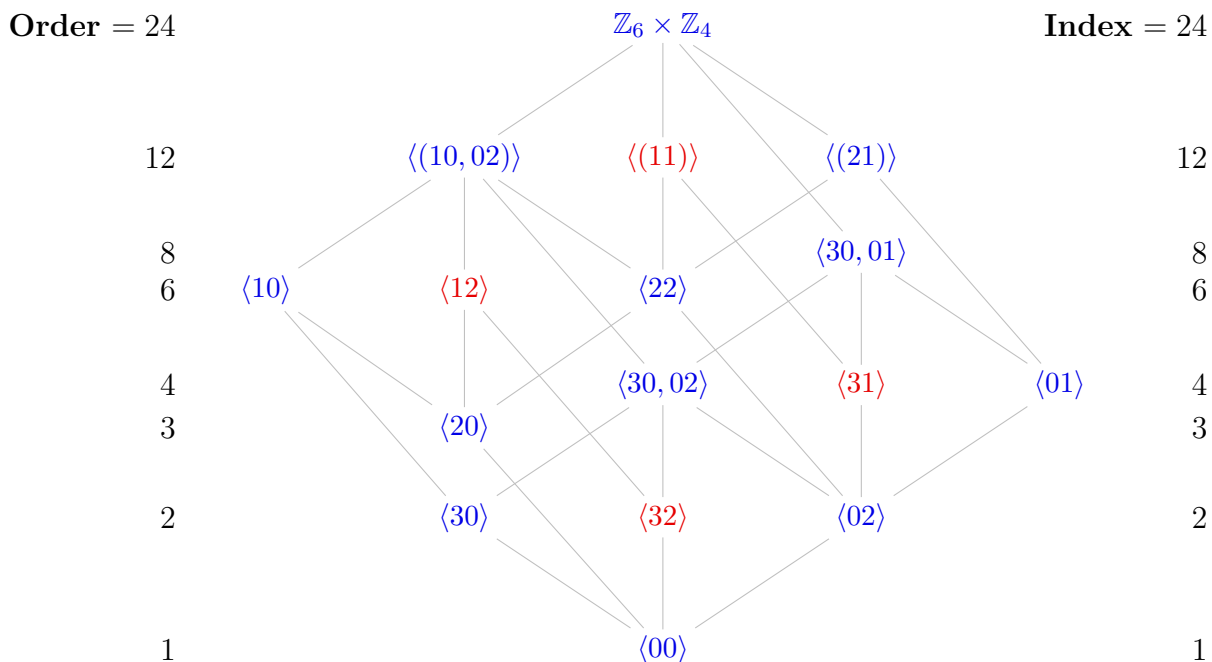 Order = 24 ℤ₆ × ℤ₄ Index = 24
12 ⟨(10, 02)⟩ ⟨(11)⟩ ⟨(21)⟩ 12
8 ⟨30, 01⟩ 8
6 ⟨10⟩ ⟨12⟩ ⟨22⟩ 6
4 ⟨30, 02⟩ ⟨31⟩ ⟨01⟩ 4
3 ⟨20⟩ 3
2 ⟨30⟩ ⟨32⟩ ⟨02⟩ 2
1 ⟨00⟩ 1